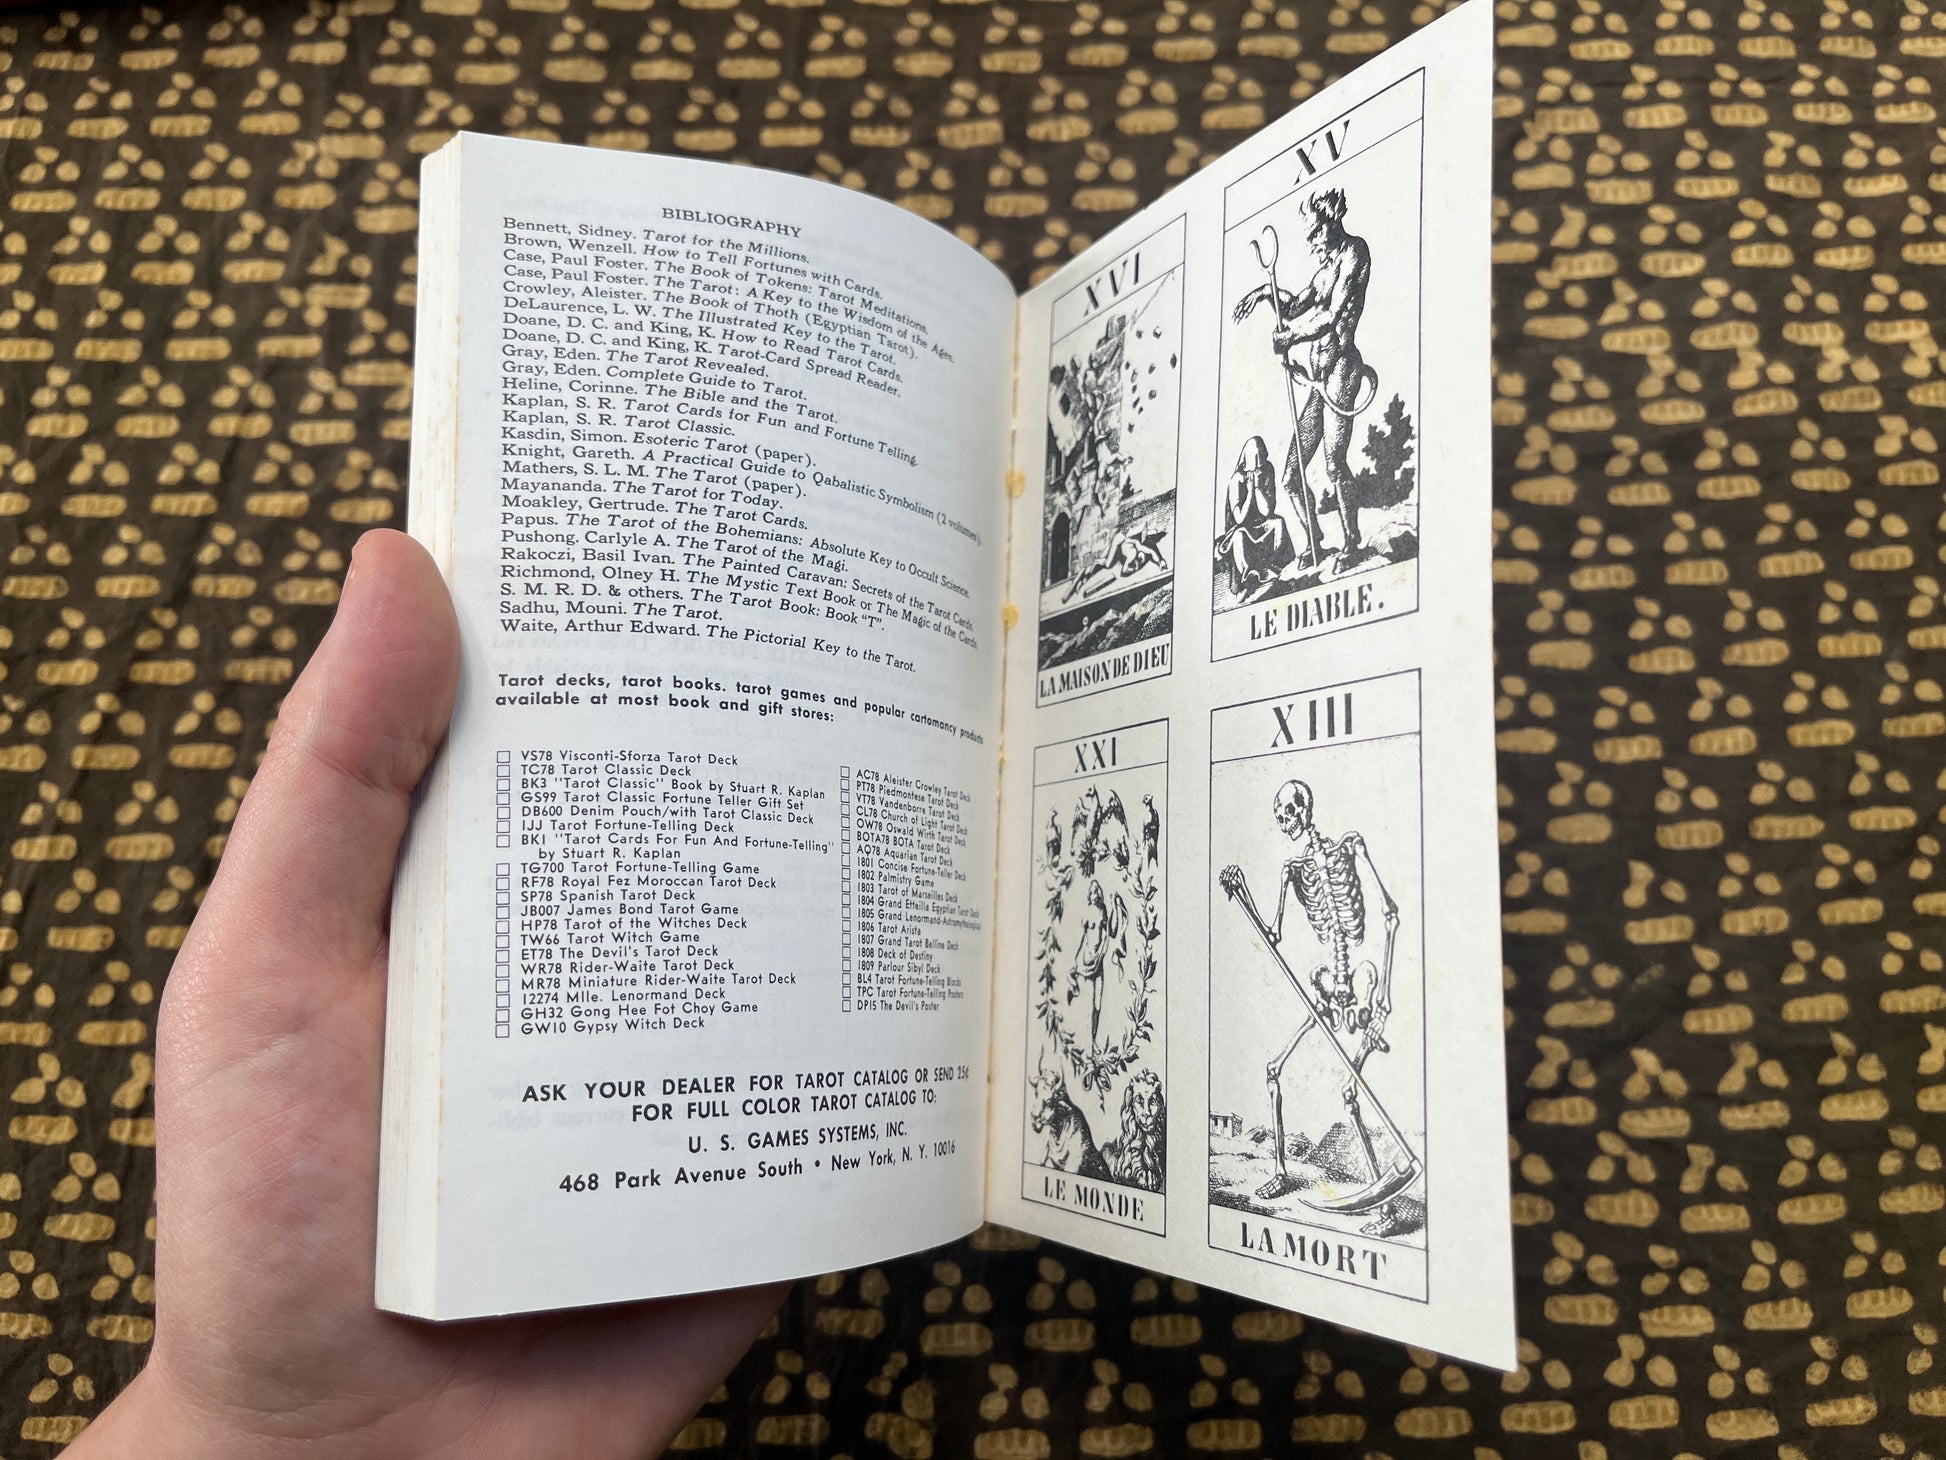 BIBLIOGRAPHY
Bennett, Sidney. Tarot for the Millions.
Brown, Wenzell. How to Tell Fortunes with Cards.
Case, Paul Foster. The Book of Tokens: Tarot Meditations.
Case, Paul Foster. The Tarot: A Key to the Wisdom of the Ages.
Crowley, Aleister. The Book of Thoth (Egyptian Tarot).
DeLaurence, L. W. The Illustrated Key to the Tarot.
Doane, D. C. and King, K. How to Read Tarot Cards.
Doane, D. C. and King, K. Tarot-Card Spread Reader.
Gray, Eden. The Tarot Revealed.
Gray, Eden. Complete Guide to Tarot.
Heline, Corinne. The Bible and the Tarot.
Kaplan, S. R. Tarot Cards for Fun and Fortune Telling.
Kaplan, S. R. Tarot Classic.
Kasdin, Simon. Esoteric Tarot (paper).
Knight, Gareth. A Practical Guide to Qabalistic Symbolism (2 volumes).
Mathers, S. L. M. The Tarot (paper).
Mayananda. The Tarot for Today.
Moakley, Gertrude. The Tarot Cards.
Papus. The Tarot of the Bohemians: Absolute Key to Occult Science.
Pushong. Carlyle A. The Tarot of the Magi.
Rakoczi, Basil Ivan. The Painted Caravan: Secrets of the Tarot Cards.
Richmond, Olney H. The Mystic Text Book or The Magic of the Cards.
S. M. R. D. & others. The Tarot Book: Book "T".
Sadhu, Mouni. The Tarot.
Waite, Arthur Edward. The Pictorial Key to the Tarot.
Tarot decks, tarot books. tarot games and popular cartomancy products
available at most book and gift stores:
VS78 Visconti-Sforza Tarot Deck
TC78 Tarot Classic Deck
BK3 "Tarot Classic" Book by Stuart R. Kaplan
GS99 Tarot Classic Fortune Teller Gift Set
DB600 Denim Pouch/with Tarot Classic Deck
IJJ Tarot Fortune-Telling Deck
BK1 "Tarot Cards For Fun And Fortune-Telling"
by Stuart R. Kaplan
TG700 Tarot Fortune-Telling Game
RF78 Royal Fez Moroccan Tarot Deck
SP78 Spanish Tarot Deck
JB007 James Bond Tarot Game
HP78 Tarot of the Witches Deck
TW66 Tarot Witch Game
ET78 The Devil's Tarot Deck
WR78 Rider-Waite Tarot Deck
MR78 Miniature Rider-Waite Tarot Deck
12274 Mlle. Lenormand Deck
GH32 Gong Hee Fot Choy Game
GW10 Gypsy Witch Deck
AC78 Aleister Crowley Tarot Deck
PT78 Piedmontese Tarot Deck
VT78 Vandenborre Tarot Deck
CL78 Church of Light Tarot Deck
OW78 Oswald Wirth Tarot Deck
BOTA78 BOTA Tarot Deck
AQ78 Aquarian Tarot Deck
1801 Concise Fortune-Teller Deck
1802 Palmistry Game
1803 Tarot of Marseilles Deck
1804 Grand Etteilla Egyptian Tarot Deck
1805 Grand Lenormand-Astromythological
1806 Tarot Arista
1807 Grand Tarot Belline Deck
1808 Deck of Destiny
1809 Parlour Sibyl Deck
BL4 Tarot Fortune-Telling Blocks
TPC Tarot Fortune-Telling Posters
DP15 The Devil's Poster
ASK YOUR DEALER FOR TAROT CATALOG OR SEND 25¢
FOR FULL COLOR TAROT CATALOG TO:
U. S. GAMES SYSTEMS, INC.
468 Park Avenue South • New York, N. Y. 10016
XVI
LA MAISON DE DIEU
XV
LE DIABLE.
XXI
LE MONDE
XIII
LA MORT